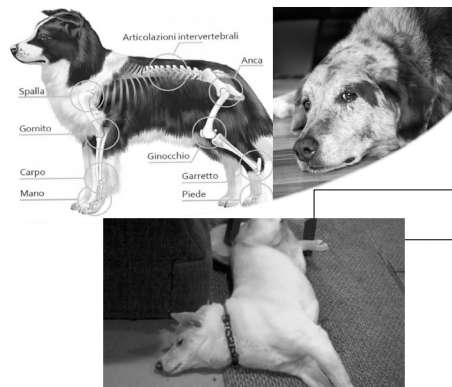 Articolazioni intervertebrali
Anca
Spalla
Gomito
Ginocchio
Carpo
Garretto
Mano
Piede